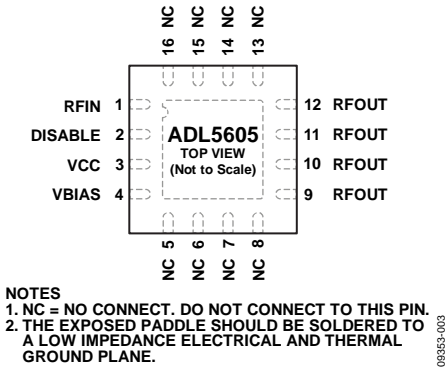 16 NC
15 NC
14 NC
13 NC
RFIN 1
DISABLE 2
VCC 3
VBIAS 4
ADL5605
TOP VIEW
(Not to Scale)
12 RFOUT
11 RFOUT
10 RFOUT
9 RFOUT
NC 5
NC 6
NC 7
NC 8
NOTES
1. NC = NO CONNECT. DO NOT CONNECT TO THIS PIN.
2. THE EXPOSED PADDLE SHOULD BE SOLDERED TO
A LOW IMPEDANCE ELECTRICAL AND THERMAL
GROUND PLANE.
09353-003